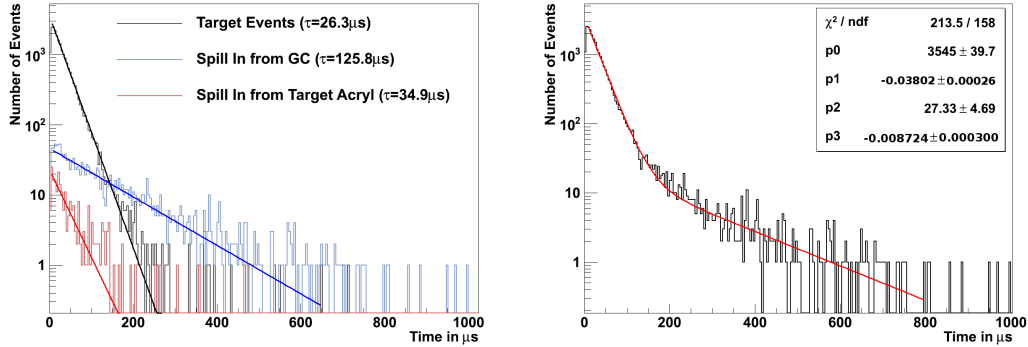 Number of Events
Target Events (τ=26.3μs)
Spill In from GC (τ=125.8μs)
Spill In from Target Acryl (τ=34.9μs)
10³
10²
10
1
0 200 400 600 800 1000
Time in μs
Number of Events
χ² / ndf 213.5 / 158
p0 3545 ± 39.7
p1 -0.03802±0.00026
p2 27.33 ± 4.69
p3 -0.008724±0.000300
10³
10²
10
1
0 200 400 600 800 1000
Time in μs